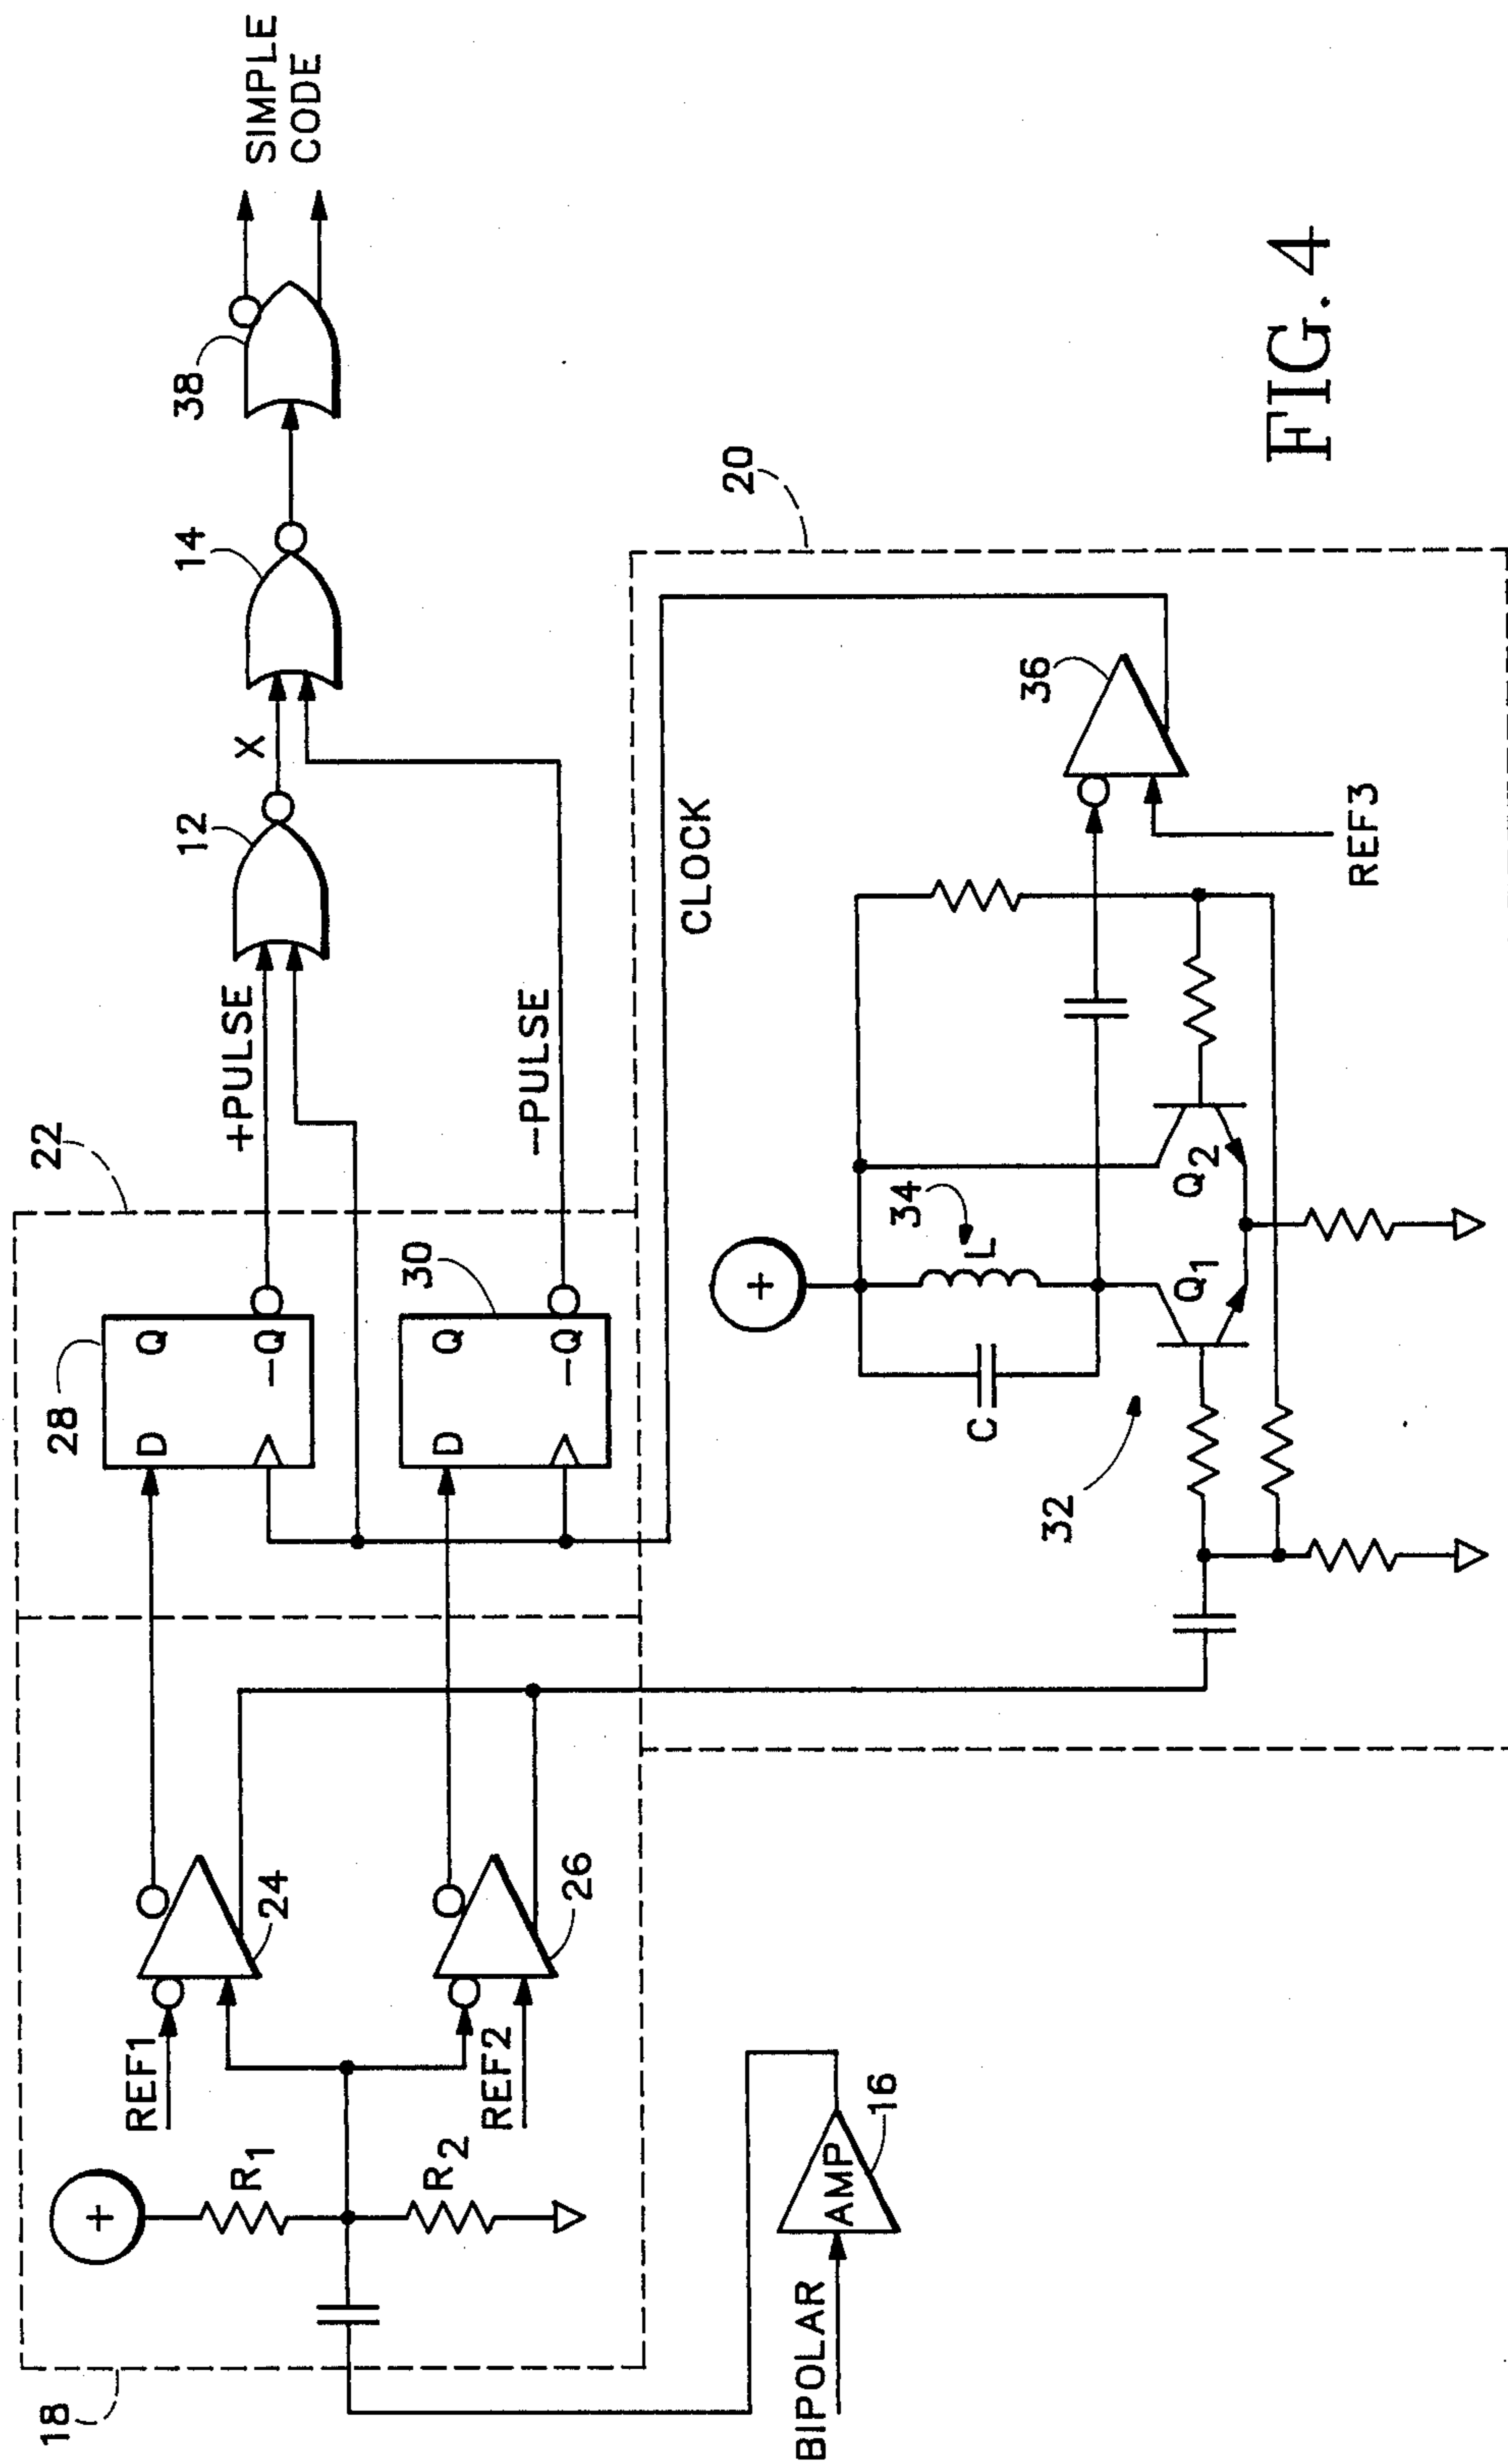 18
22
+
R1
R2
REF1
REF2
24
26
28
D
Q
—Q
30
D
Q
—Q
+PULSE
—PULSE
12
X
14
38
SIMPLE
CODE
BIPOLAR
AMP
16
CLOCK
20
+
34
L
C
32
Q1
Q2
36
REF3
FIG. 4